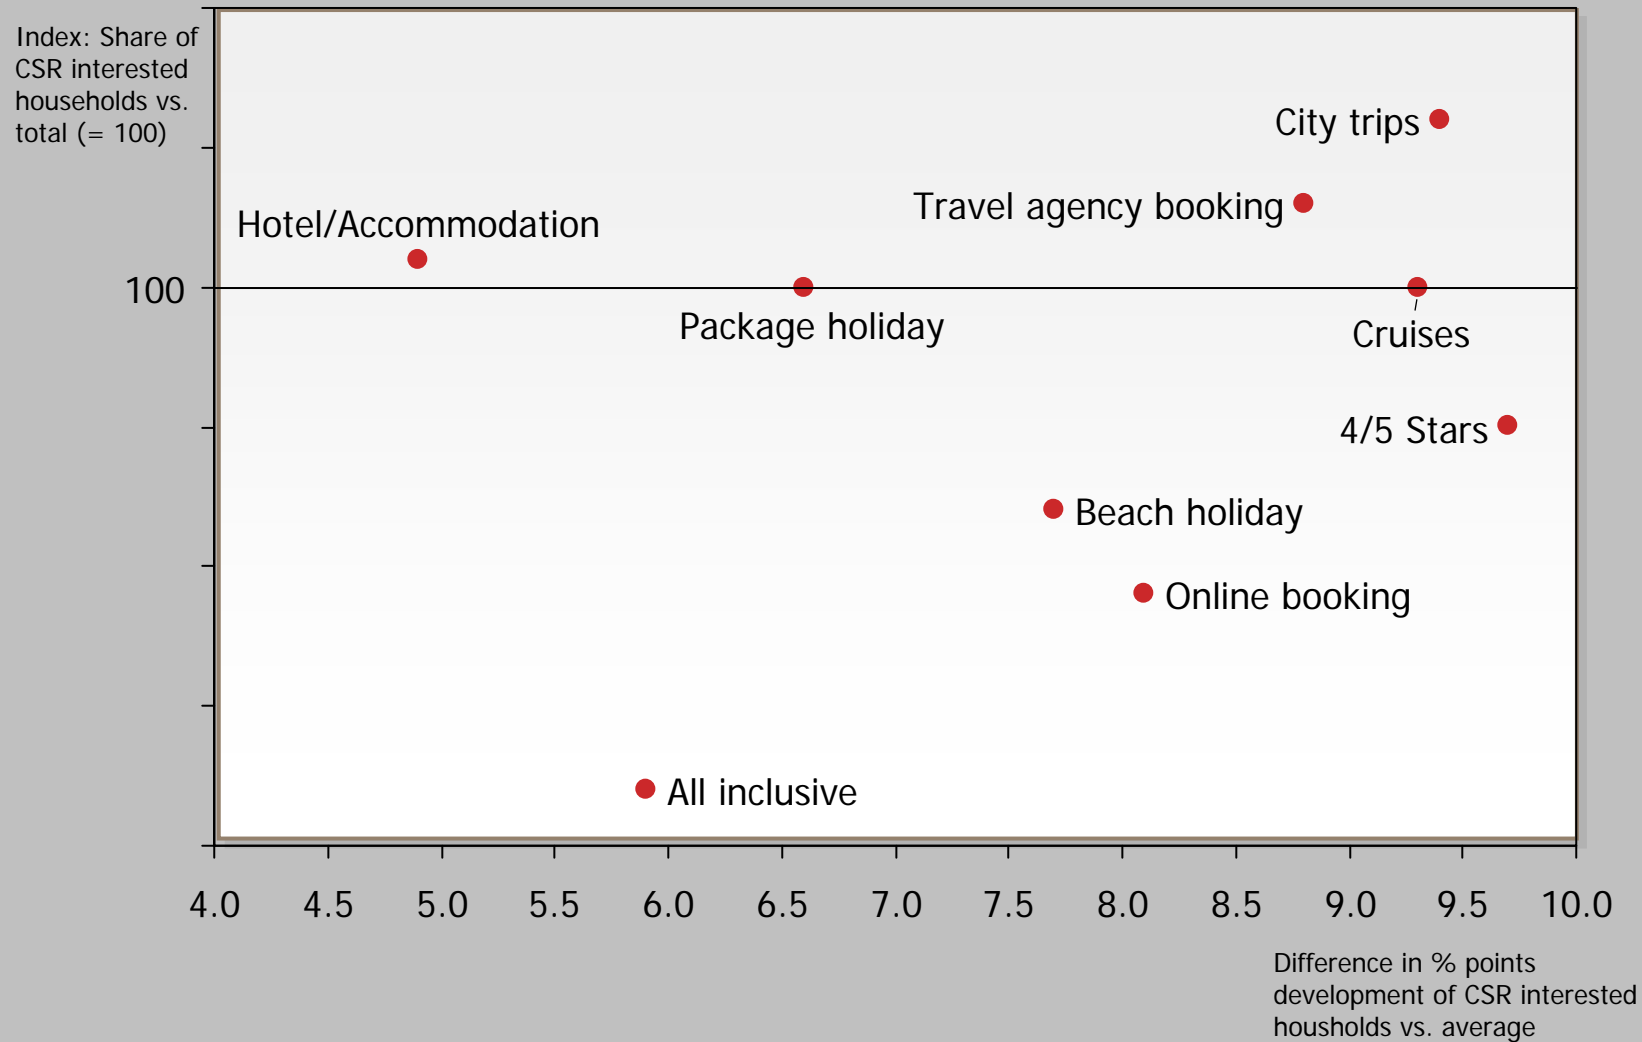 Index: Share of
CSR interested
households vs.
total (= 100)
City trips
Travel agency booking
Hotel/Accommodation
100
Package holiday
Cruises
4/5 Stars
Beach holiday
Online booking
All inclusive
4.0 4.5 5.0 5.5 6.0 6.5 7.0 7.5 8.0 8.5 9.0 9.5 10.0
Difference in % points
development of CSR interested
housholds vs. average